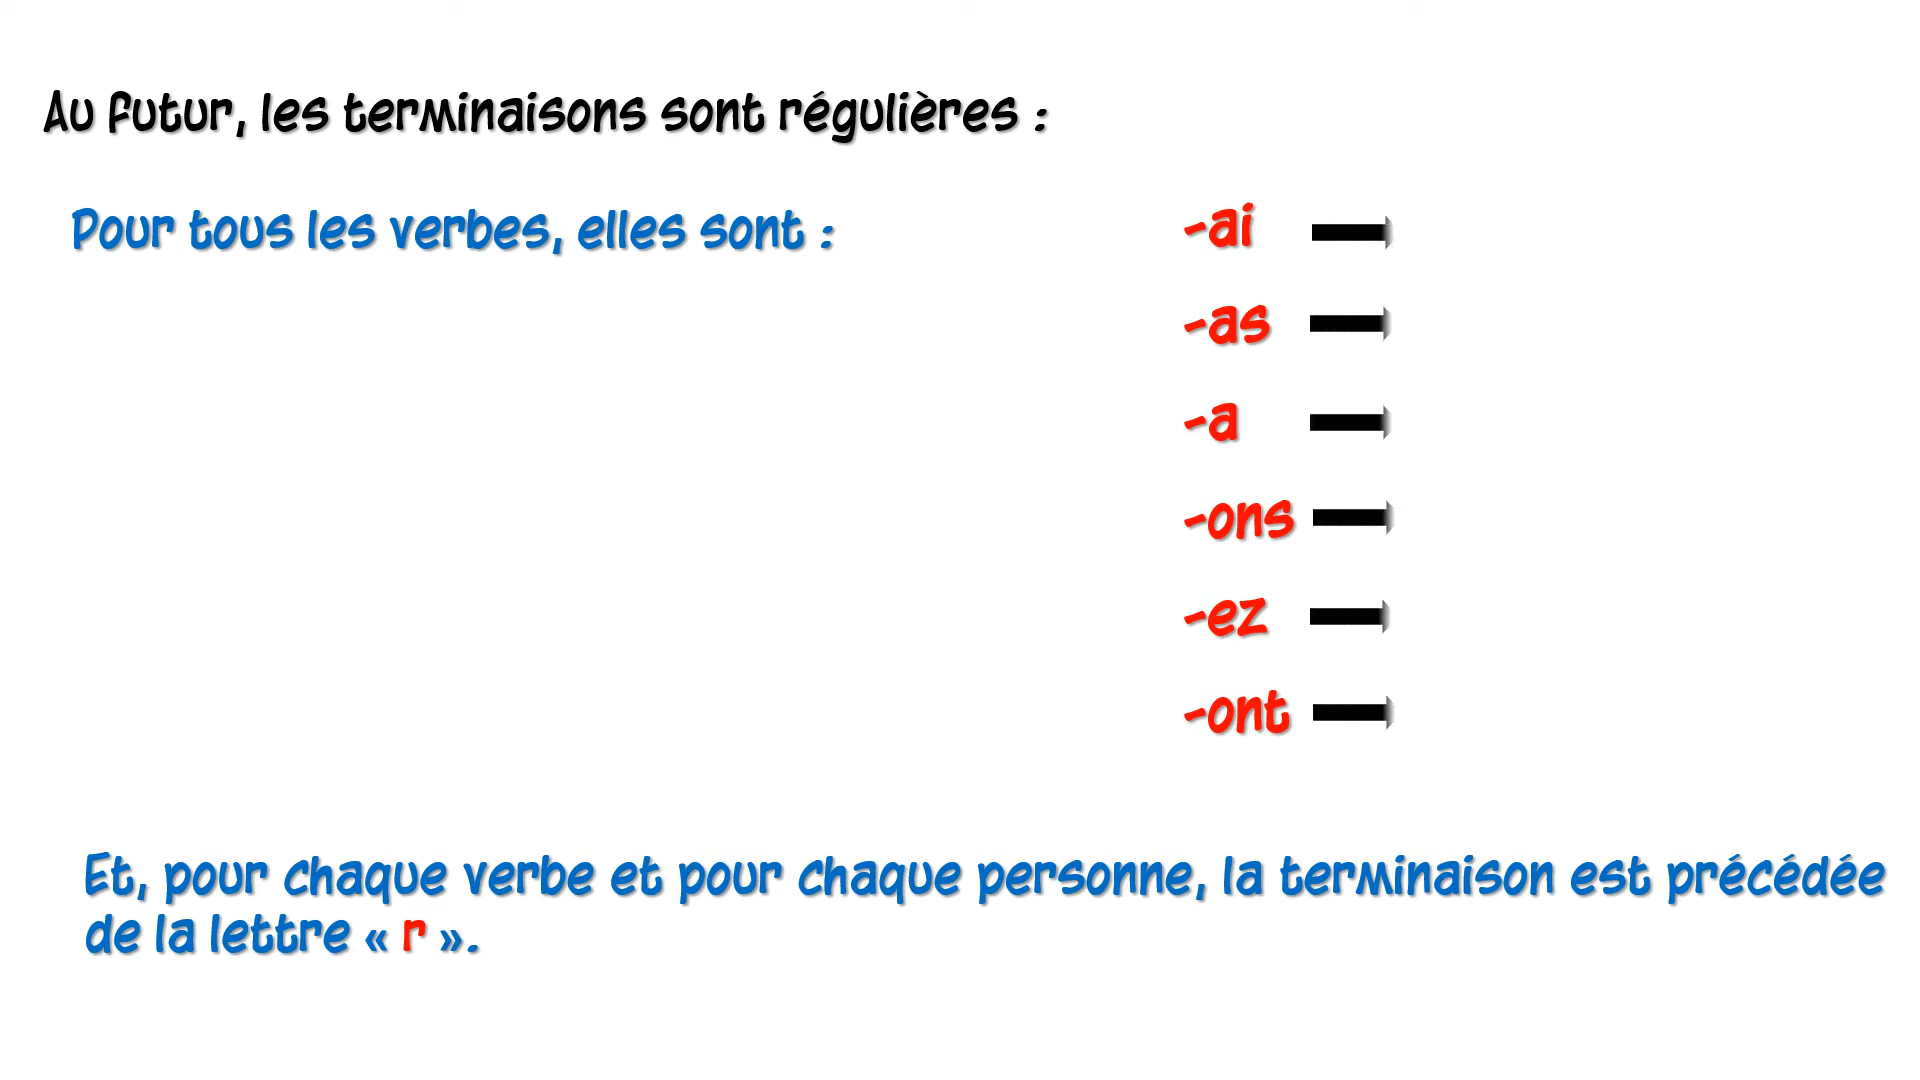 Au futur, les terminaisons sont régulières :
Pour tous les verbes, elles sont :
-ai
-as
-a
-ons
-ez
-ont
Et, pour chaque verbe et pour chaque personne, la terminaison est précédée
de la lettre « r ».